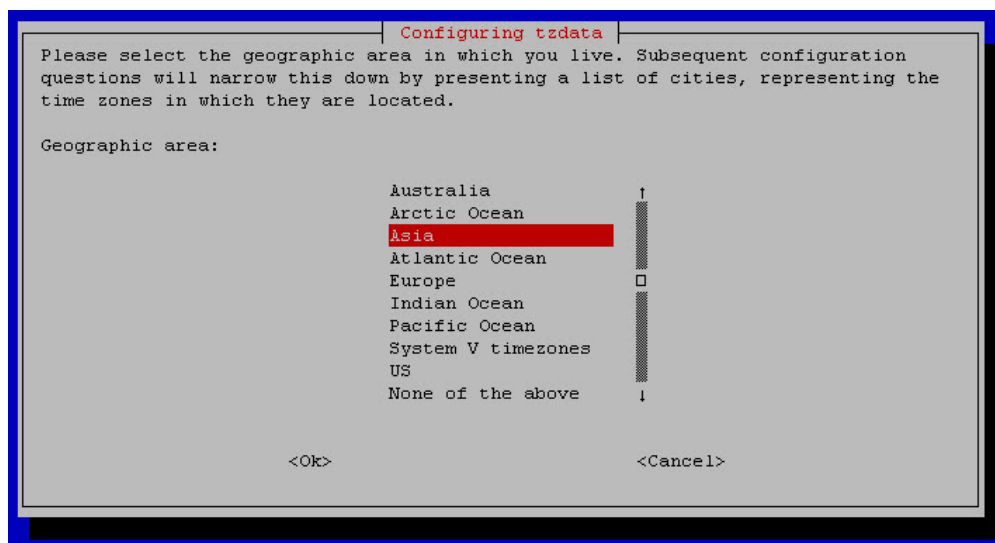 Configuring tzdata
Please select the geographic area in which you live. Subsequent configuration
questions will narrow this down by presenting a list of cities, representing the
time zones in which they are located.
Geographic area:
Australia
Arctic Ocean
Asia
Atlantic Ocean
Europe
Indian Ocean
Pacific Ocean
System V timezones
US
None of the above
<Ok> <Cancel>